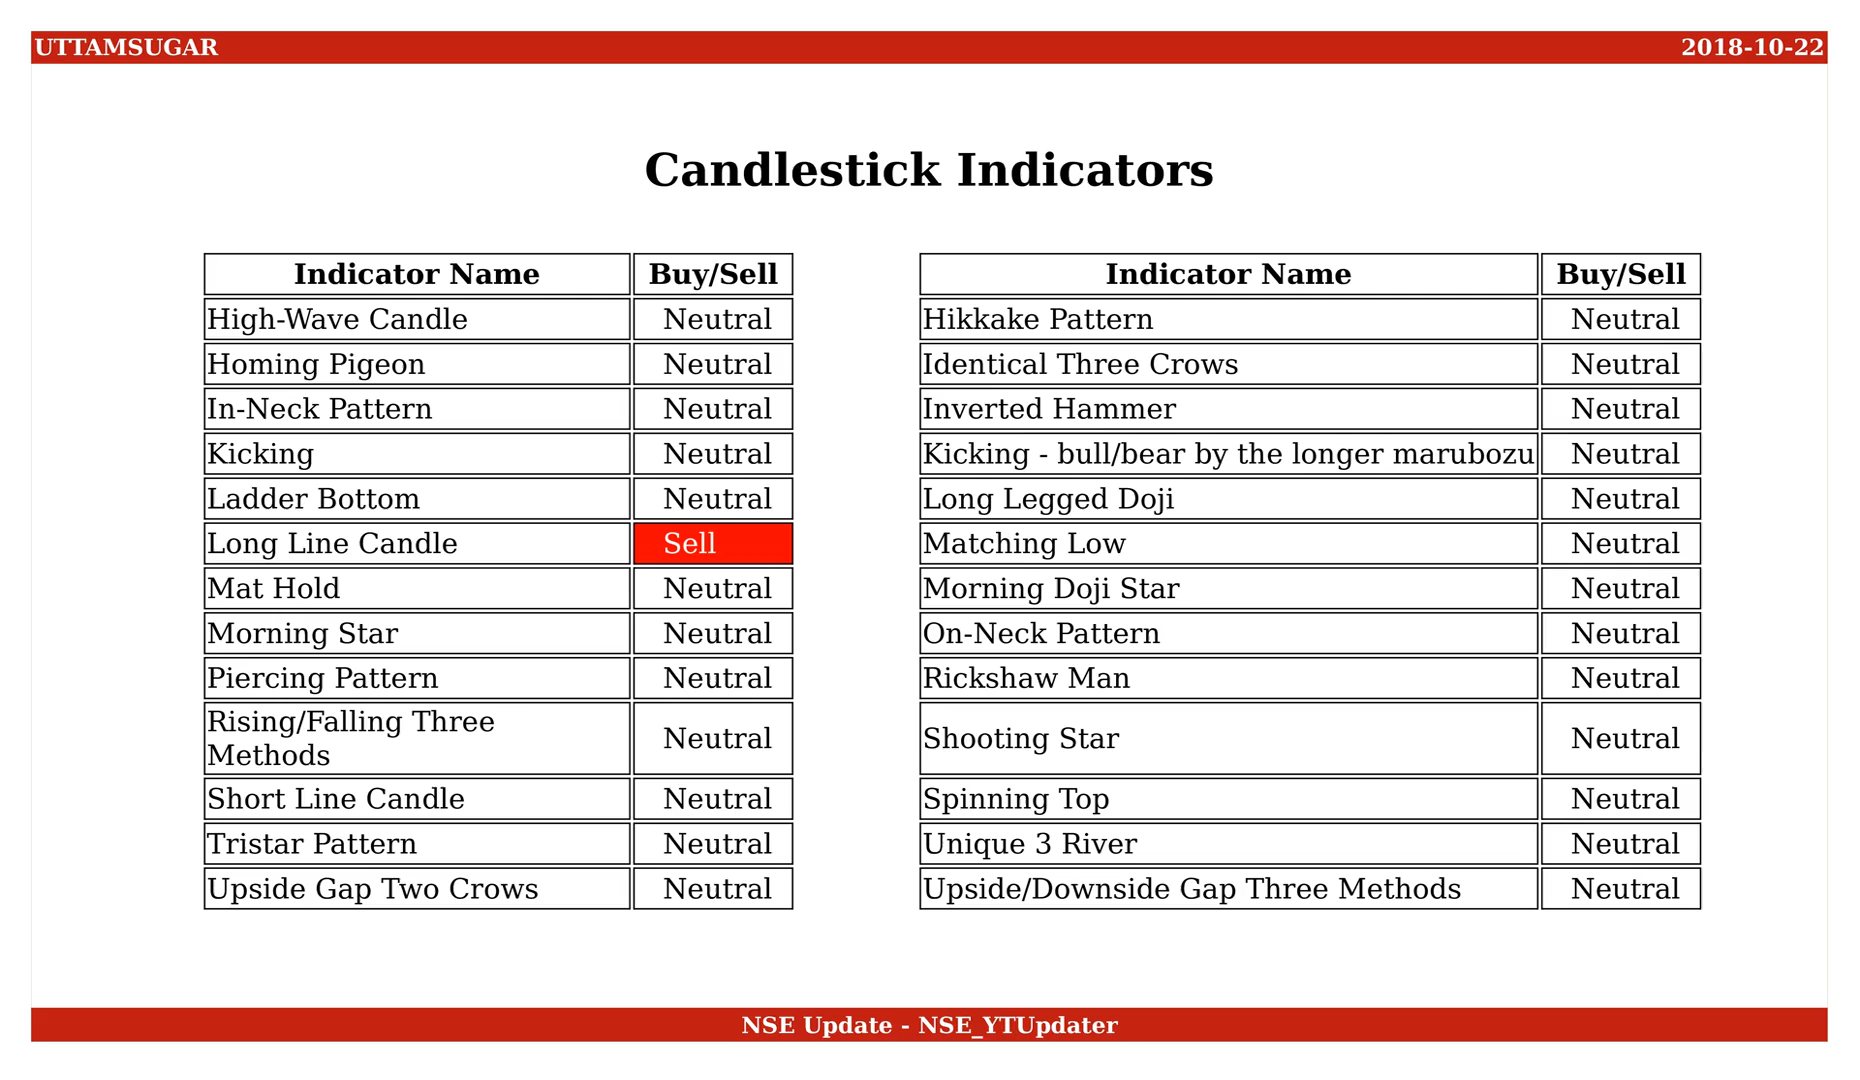 UTTAMSUGAR 2018-10-22
Candlestick Indicators
Indicator Name Buy/Sell Indicator Name Buy/Sell
High-Wave Candle Neutral Hikkake Pattern Neutral
Homing Pigeon Neutral Identical Three Crows Neutral
In-Neck Pattern Neutral Inverted Hammer Neutral
Kicking Neutral Kicking - bull/bear by the longer marubozu Neutral
Ladder Bottom Neutral Long Legged Doji Neutral
Long Line Candle Sell Matching Low Neutral
Mat Hold Neutral Morning Doji Star Neutral
Morning Star Neutral On-Neck Pattern Neutral
Piercing Pattern Neutral Rickshaw Man Neutral
Rising/Falling Three
Methods Neutral Shooting Star Neutral
Short Line Candle Neutral Spinning Top Neutral
Tristar Pattern Neutral Unique 3 River Neutral
Upside Gap Two Crows Neutral Upside/Downside Gap Three Methods Neutral
NSE Update - NSE_YTUpdater